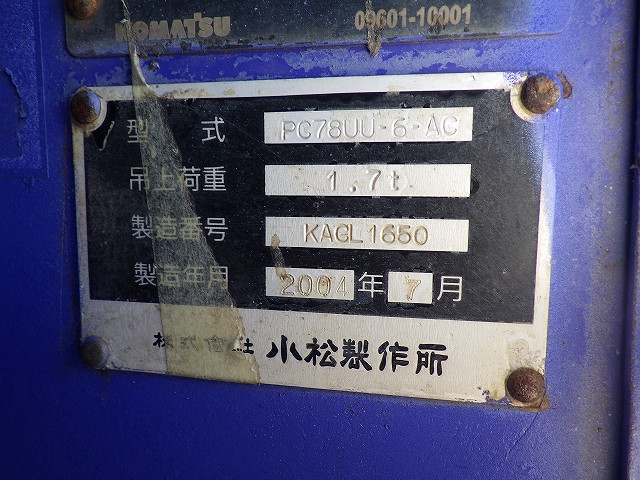 KOMATSU 09601-10001
型 式 PC78UU-6-AC
吊上荷重 1.7t
製造番号 KAGL1650
製造年月 2004年 7月
株式會社 小松製作所